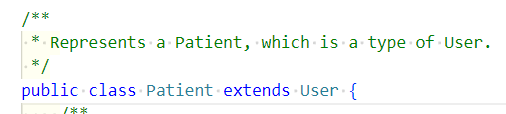 /**
* Represents a Patient, which is a type of User.
*/
public class Patient extends User {
/**